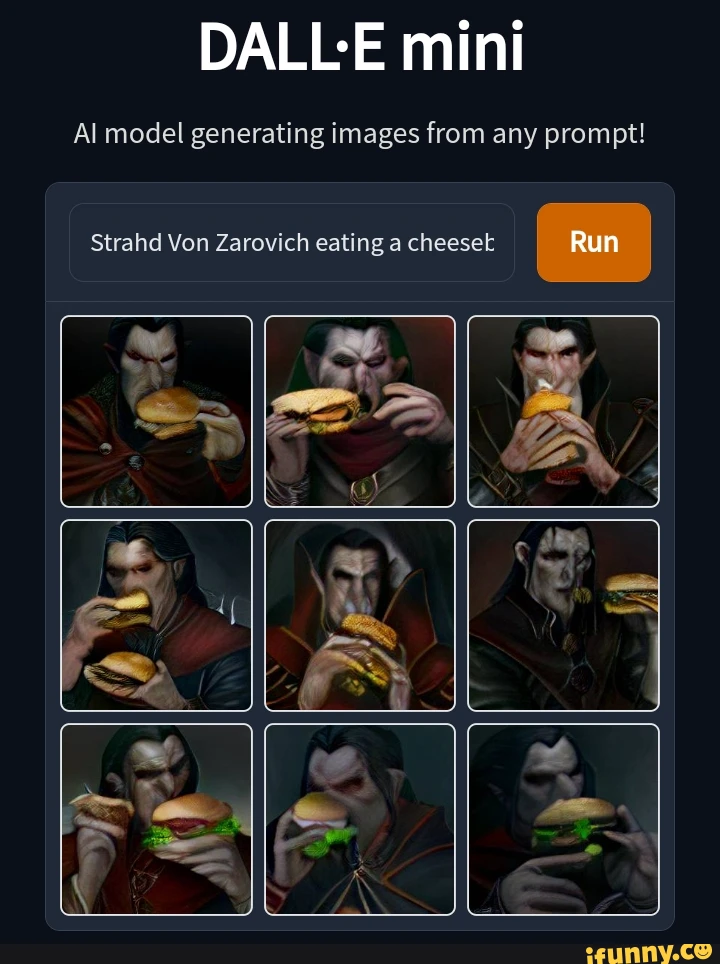 DALL·E mini
AI model generating images from any prompt!
Strahd Von Zarovich eating a cheeseb
Run
ifunny.co